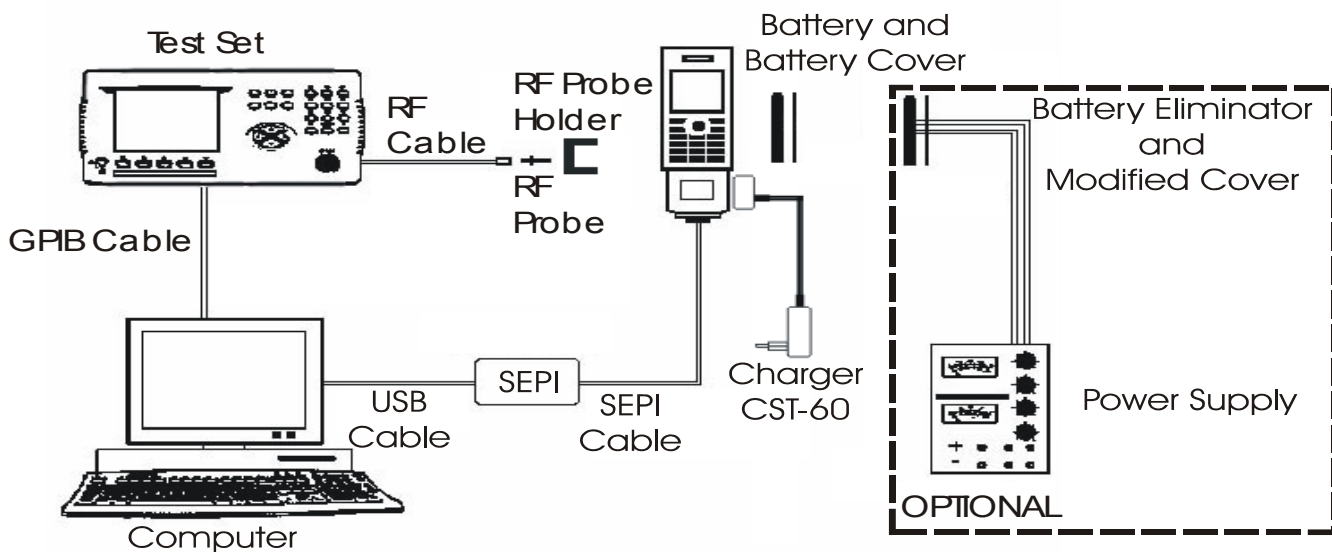 Test Set
RF
Cable
RF Probe
Holder
RF
Probe
Battery and
Battery Cover
Battery Eliminator
and
Modified Cover
GPIB Cable
USB
Cable
SEPI
SEPI
Cable
Charger
CST-60
Power Supply
+
-
OPTIONAL
Computer